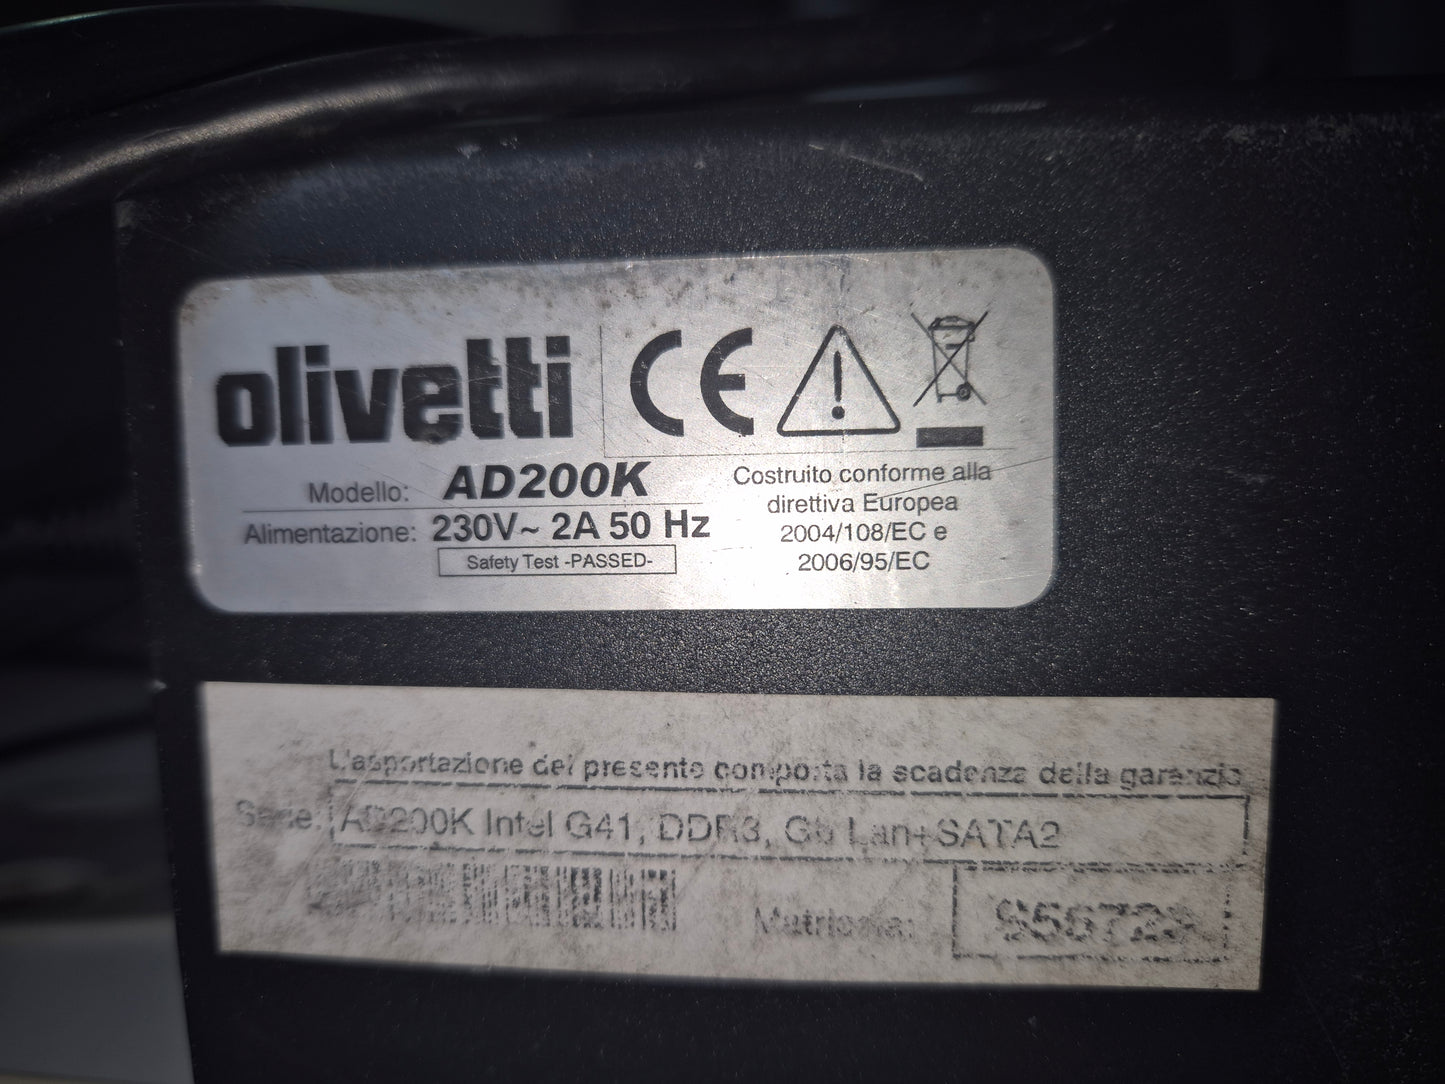 olivetti
CE
Modello: AD200K
Alimentazione: 230V~ 2A 50 Hz
Safety Test -PASSED-
Costruito conforme alla
direttiva Europea
2004/108/EC e
2006/95/EC
L'asportazione del presente comporta la scadenza della garanzia
Serie: AD200K Intel G41, DDR3, Gb Lan+SATA2
Matricola: